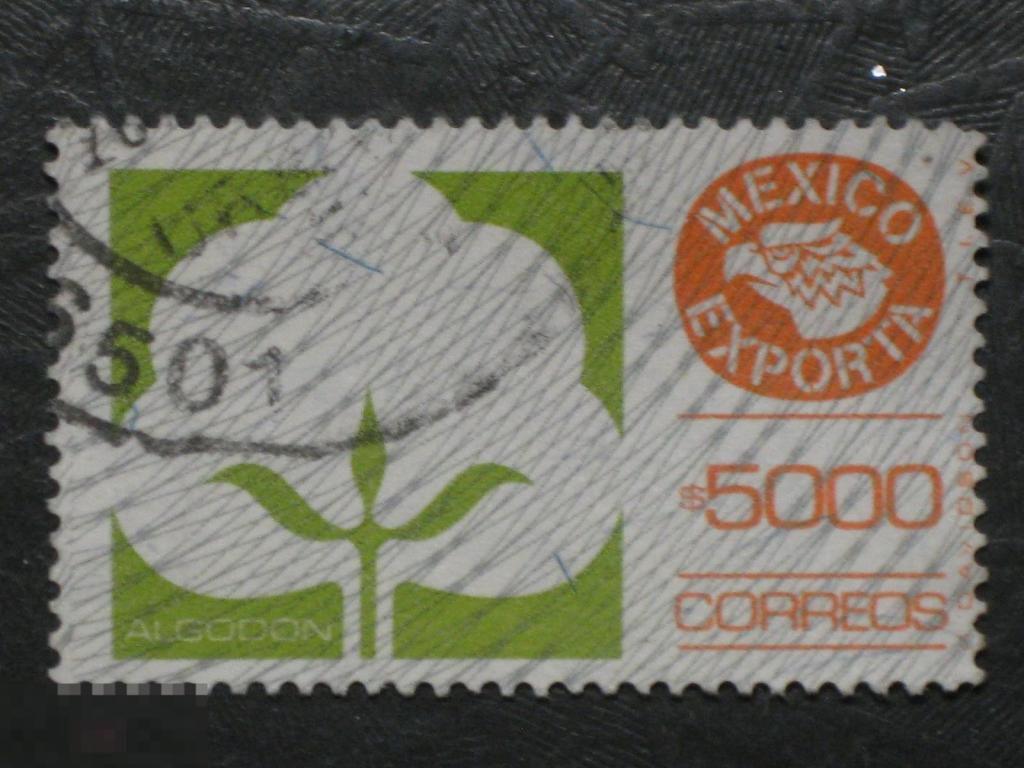 MEXICO
EXPORTA
$5000
CORREOS
ALGODON
501